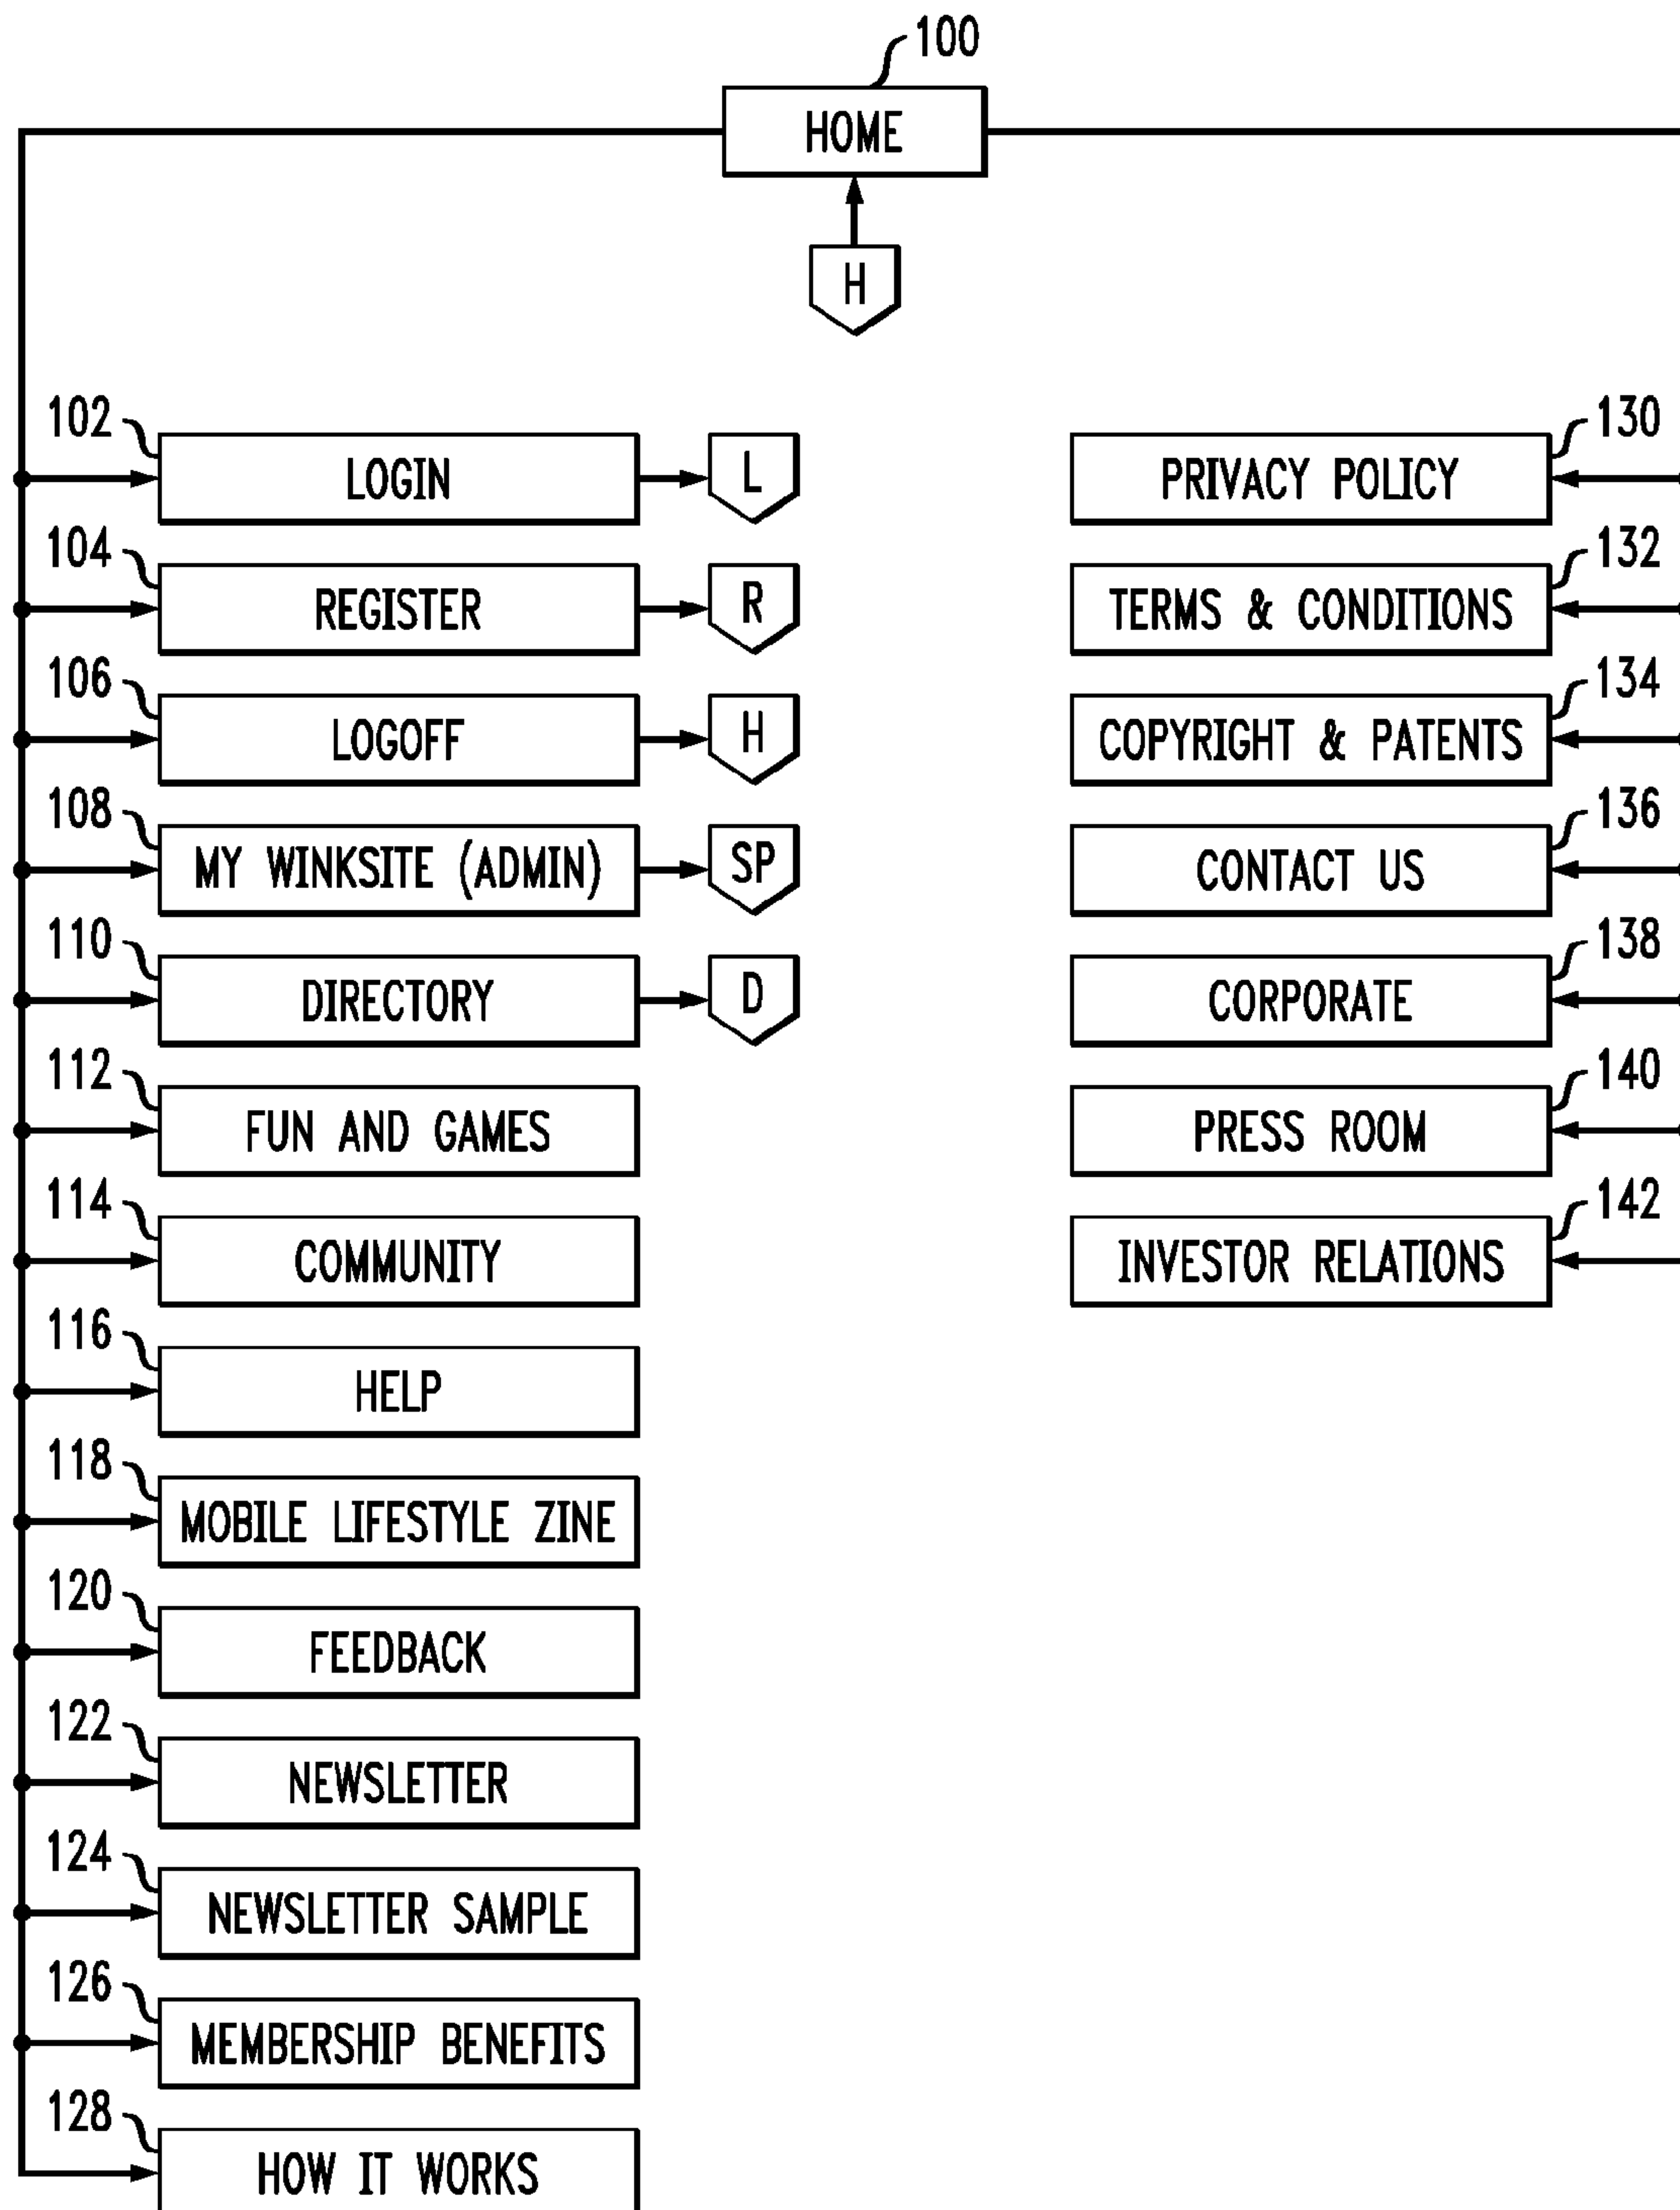 100
HOME
H
102
LOGIN
L
104
REGISTER
R
106
LOGOFF
H
108
MY WINKSITE (ADMIN)
SP
110
DIRECTORY
D
112
FUN AND GAMES
114
COMMUNITY
116
HELP
118
MOBILE LIFESTYLE ZINE
120
FEEDBACK
122
NEWSLETTER
124
NEWSLETTER SAMPLE
126
MEMBERSHIP BENEFITS
128
HOW IT WORKS
130
PRIVACY POLICY
132
TERMS & CONDITIONS
134
COPYRIGHT & PATENTS
136
CONTACT US
138
CORPORATE
140
PRESS ROOM
142
INVESTOR RELATIONS